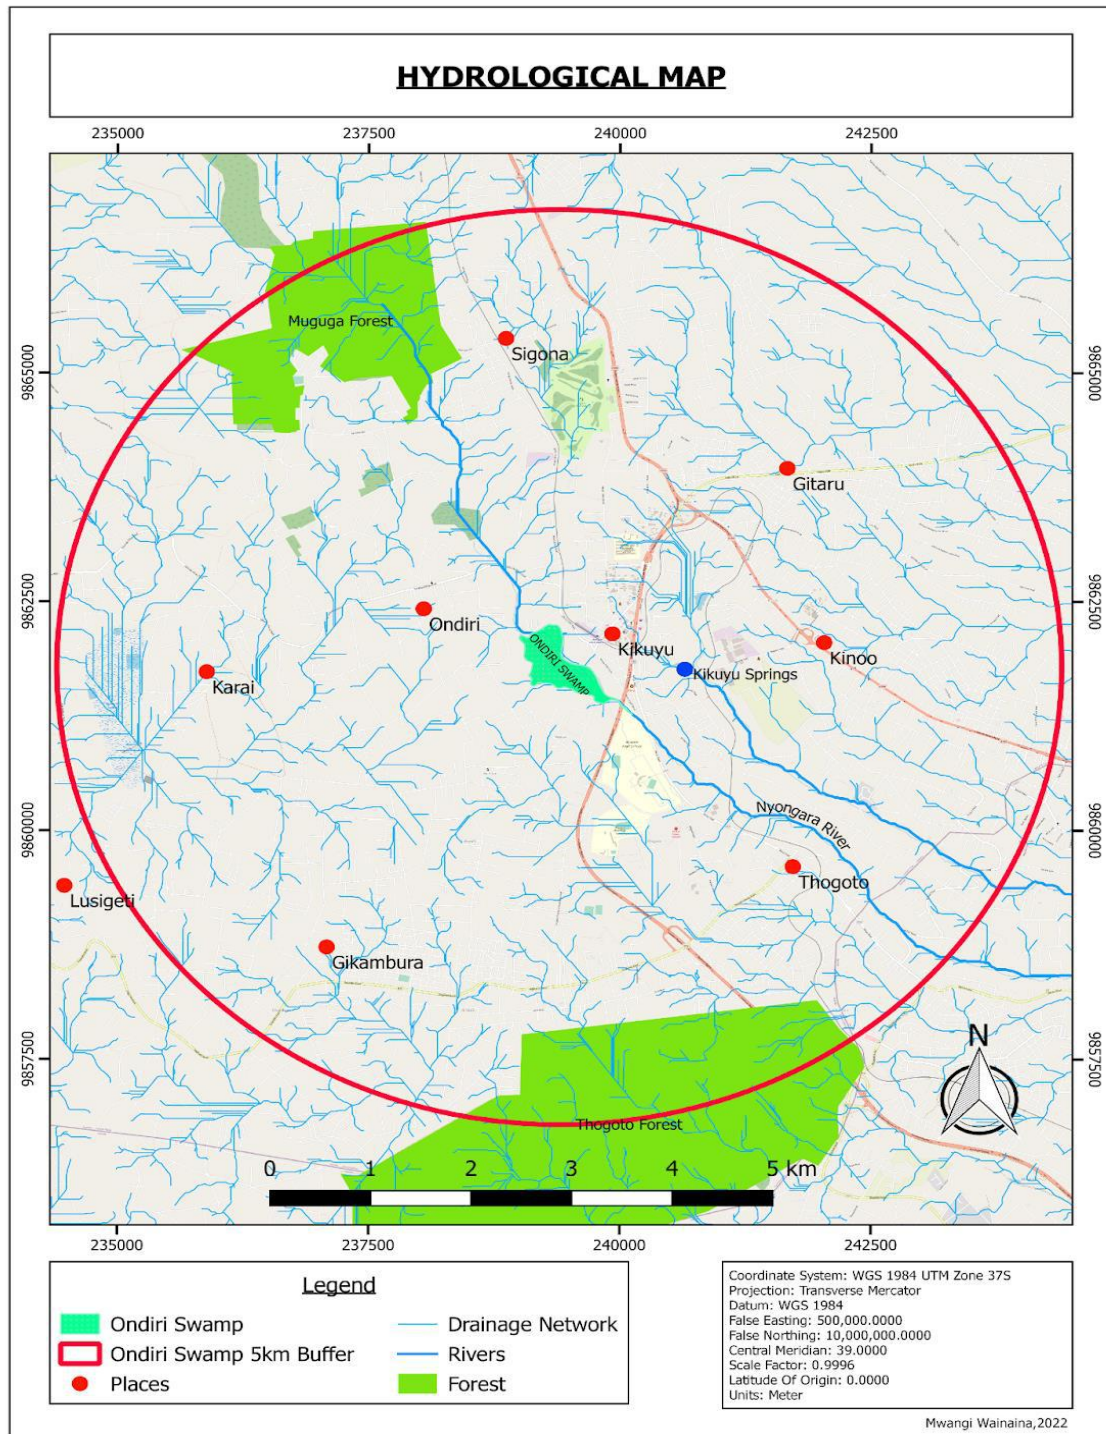 HYDROLOGICAL MAP
235000 237500 240000 242500
9865000
9862500
9860000
9857500
9865000
9862500
9860000
9857500
Muguga Forest
Sigona
Gitaru
Ondiri
Kikuyu
Kinoo
ONDIRI SWAMP
Karai
Kikuyu Springs
Nyongara River
Thogoto
Lusigeti
Gikambura
N
Thogoto Forest
0 1 2 3 4 5 km
235000 237500 240000 242500
Legend
Ondiri Swamp
Ondiri Swamp 5km Buffer
Places
Drainage Network
Rivers
Forest
Coordinate System: WGS 1984 UTM Zone 37S
Projection: Transverse Mercator
Datum: WGS 1984
False Easting: 500,000.0000
False Northing: 10,000,000.0000
Central Meridian: 39.0000
Scale Factor: 0.9996
Latitude Of Origin: 0.0000
Units: Meter
Mwangi Wainaina,2022